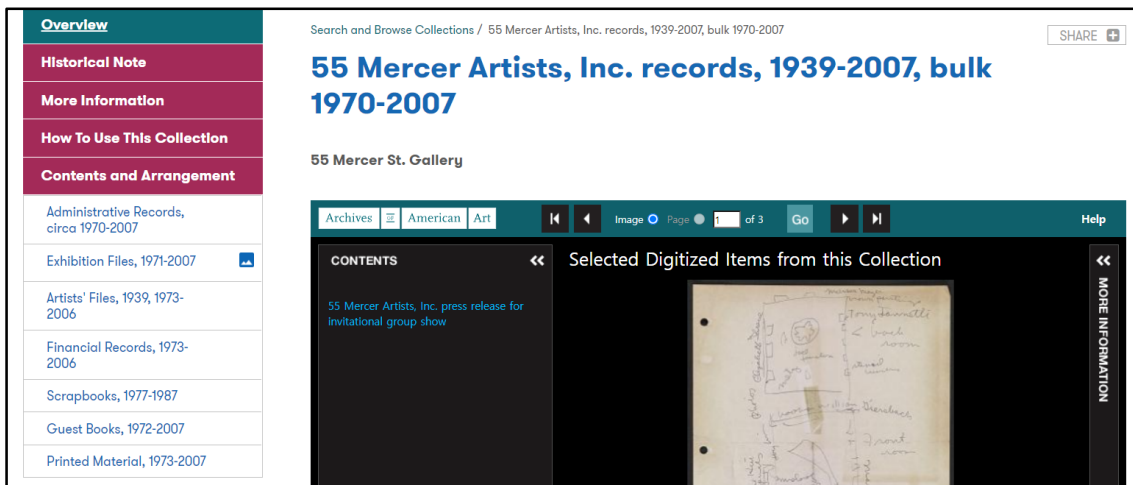 Overview
Historical Note
More Information
How To Use This Collection
Contents and Arrangement
Administrative Records,
circa 1970-2007
Exhibition Files, 1971-2007
Artists' Files, 1939, 1973-
2006
Financial Records, 1973-
2006
Scrapbooks, 1977-1987
Guest Books, 1972-2007
Printed Material, 1973-2007
Search and Browse Collections / 55 Mercer Artists, Inc. records, 1939-2007, bulk 1970-2007
SHARE
55 Mercer Artists, Inc. records, 1939-2007, bulk
1970-2007
55 Mercer St. Gallery
Archives OF American Art
Image Page 1 of 3 Go
Help
CONTENTS
55 Mercer Artists, Inc. press release for
invitational group show
Selected Digitized Items from this Collection
Tony
back
room
front
room
MORE INFORMATION